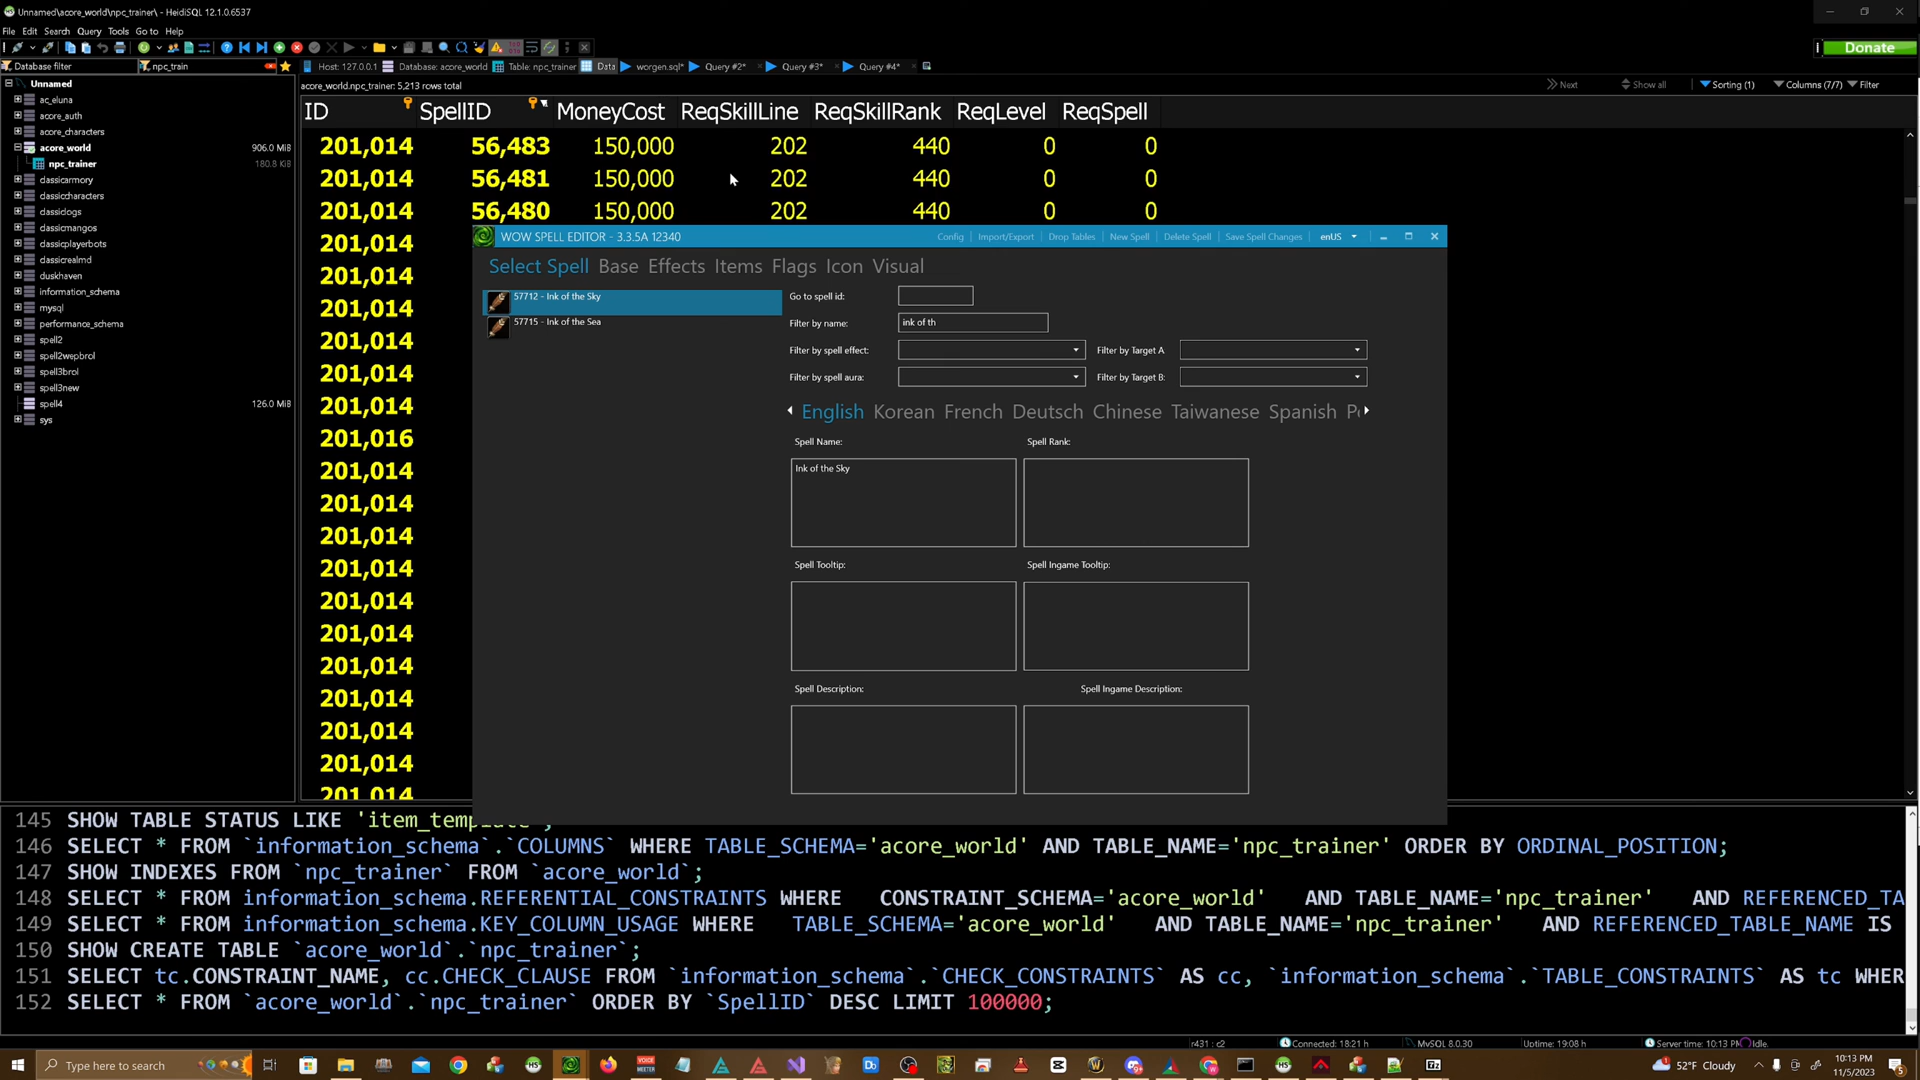 Unnamed\acore_world\npc_trainer\ - HeidiSQL 12.1.0.6537
File Edit Search Query Tools Go to Help
Donate
Database filter
npc_train
Host: 127.0.0.1
Database: acore_world
Table: npc_trainer
Data
worgen.sql*
Query #2*
Query #3*
Query #4*
acore_world.npc_trainer: 5,213 rows total
Next
Show all
Sorting (1)
Columns (7/7)
Filter
Unnamed
ac_eluna
acore_auth
acore_characters
acore_world 906.0 MiB
npc_trainer 180.8 KiB
classicarmory
classiccharacters
classiclogs
classicmangos
classicplayerbots
classicrealmd
duskhaven
information_schema
mysql
performance_schema
spell2
spell2wepbrol
spell3brol
spell3new
spell4 126.0 MiB
sys
ID SpellID MoneyCost ReqSkillLine ReqSkillRank ReqLevel ReqSpell
201,014 56,483 150,000 202 440 0 0
201,014 56,481 150,000 202 440 0 0
201,014 56,480 150,000 202 440 0 0
201,014
201,014
201,014
201,014
201,014
201,014
201,016
201,014
201,014
201,014
201,014
201,014
201,014
201,014
201,014
201,014
201,014
201,014
WOW SPELL EDITOR - 3.3.5A 12340
Config Import/Export Drop Tables New Spell Delete Spell Save Spell Changes enUS
Select Spell Base Effects Items Flags Icon Visual
57712 - Ink of the Sky
57715 - Ink of the Sea
Go to spell id:
Filter by name: ink of th
Filter by spell effect: Filter by Target A
Filter by spell aura: Filter by Target B:
English Korean French Deutsch Chinese Taiwanese Spanish
Spell Name: Spell Rank:
Ink of the Sky
Spell Tooltip: Spell Ingame Tooltip:
Spell Description: Spell Ingame Description:
145 SHOW TABLE STATUS LIKE 'item_template';
146 SELECT * FROM `information_schema`.`COLUMNS` WHERE TABLE_SCHEMA='acore_world' AND TABLE_NAME='npc_trainer' ORDER BY ORDINAL_POSITION;
147 SHOW INDEXES FROM `npc_trainer` FROM `acore_world`;
148 SELECT * FROM information_schema.REFERENTIAL_CONSTRAINTS WHERE CONSTRAINT_SCHEMA='acore_world' AND TABLE_NAME='npc_trainer' AND REFERENCED_TA
149 SELECT * FROM information_schema.KEY_COLUMN_USAGE WHERE TABLE_SCHEMA='acore_world' AND TABLE_NAME='npc_trainer' AND REFERENCED_TABLE_NAME IS
150 SHOW CREATE TABLE `acore_world`.`npc_trainer`;
151 SELECT tc.CONSTRAINT_NAME, cc.CHECK_CLAUSE FROM `information_schema`.`CHECK_CONSTRAINTS` AS cc, `information_schema`.`TABLE_CONSTRAINTS` AS tc WHER
152 SELECT * FROM `acore_world`.`npc_trainer` ORDER BY `SpellID` DESC LIMIT 100000;
r431 : c2
Connected: 18:21 h
MySQL 8.0.30
Uptime: 19:08 h
Server time: 10:13 PM
Idle.
Type here to search
52°F Cloudy
10:13 PM
11/5/2023